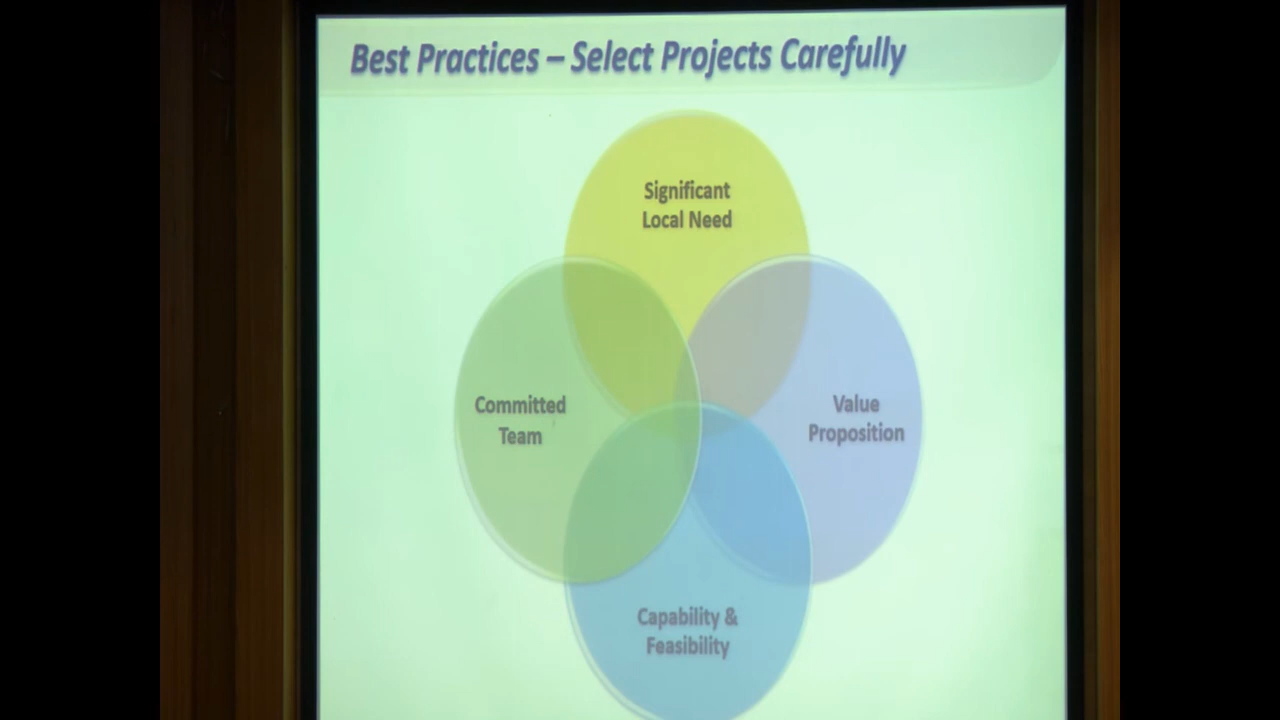 Best Practices – Select Projects Carefully
Significant
Local Need
Committed
Team
Value
Proposition
Capability &
Feasibility